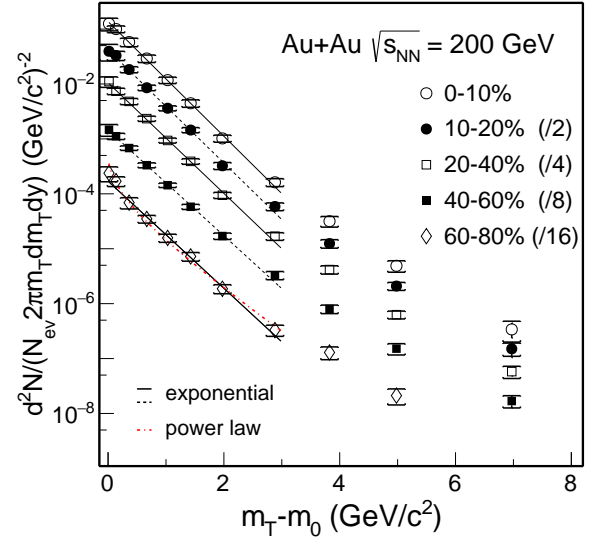 Au+Au √s_NN = 200 GeV
0-10%
10-20% (/2)
20-40% (/4)
40-60% (/8)
60-80% (/16)
d²N/(N_ev 2πm_T dm_T dy) (GeV/c²)⁻²
10⁻²
10⁻⁴
10⁻⁶
10⁻⁸
exponential
power law
0 2 4 6 8
m_T-m_0 (GeV/c²)